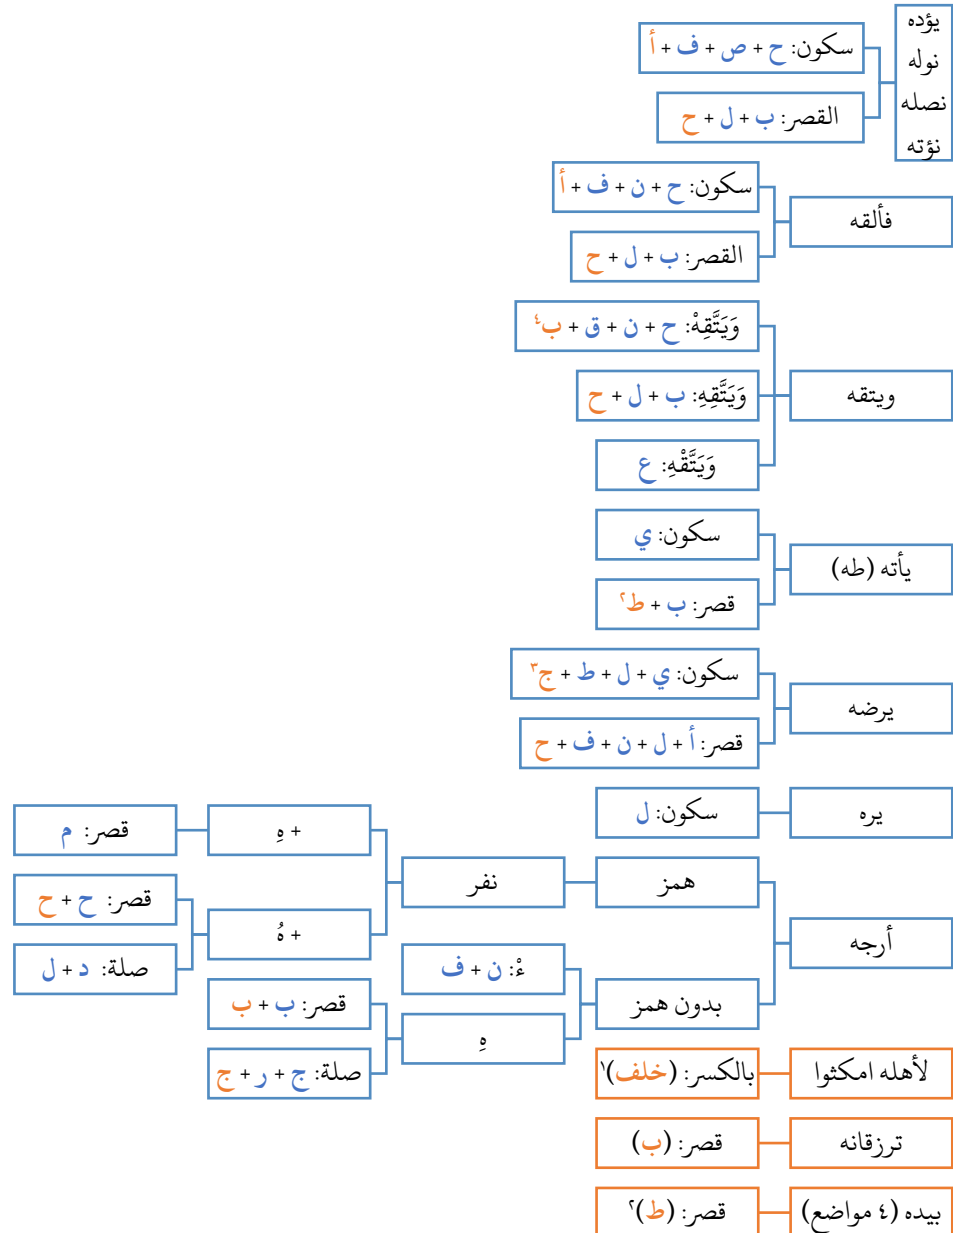 يؤده
نوله
نصله
نؤته
سكون: ح + ص + ف + أ
القصر: ب + ل + ح
فألقه
سكون: ح + ن + ف + أ
القصر: ب + ل + ح
ويتقه
وَيَتَّقِهْ: ح + ن + ق + ب٤
وَيَتَّقِهِ: ب + ل + ح
وَيَتَّقْهِ: ع
يأته (طه)
سكون: ي
قصر: ب + ط٢
يرضه
سكون: ي + ل + ط + ج٣
قصر: أ + ل + ن + ف + ح
يره
سكون: ل
أرجه
همز
نفر
+ هِ
قصر: م
+ هُ
قصر: ح + ح
صلة: د + ل
بدون همز
ءْ: ن + ف
هِ
قصر: ب + ب
صلة: ج + ر + ج
لأهله امكثوا
بالكسر: (خلف)١
ترزقانه
قصر: (ب)
بيده (٤ مواضع)
قصر: (ط)٢